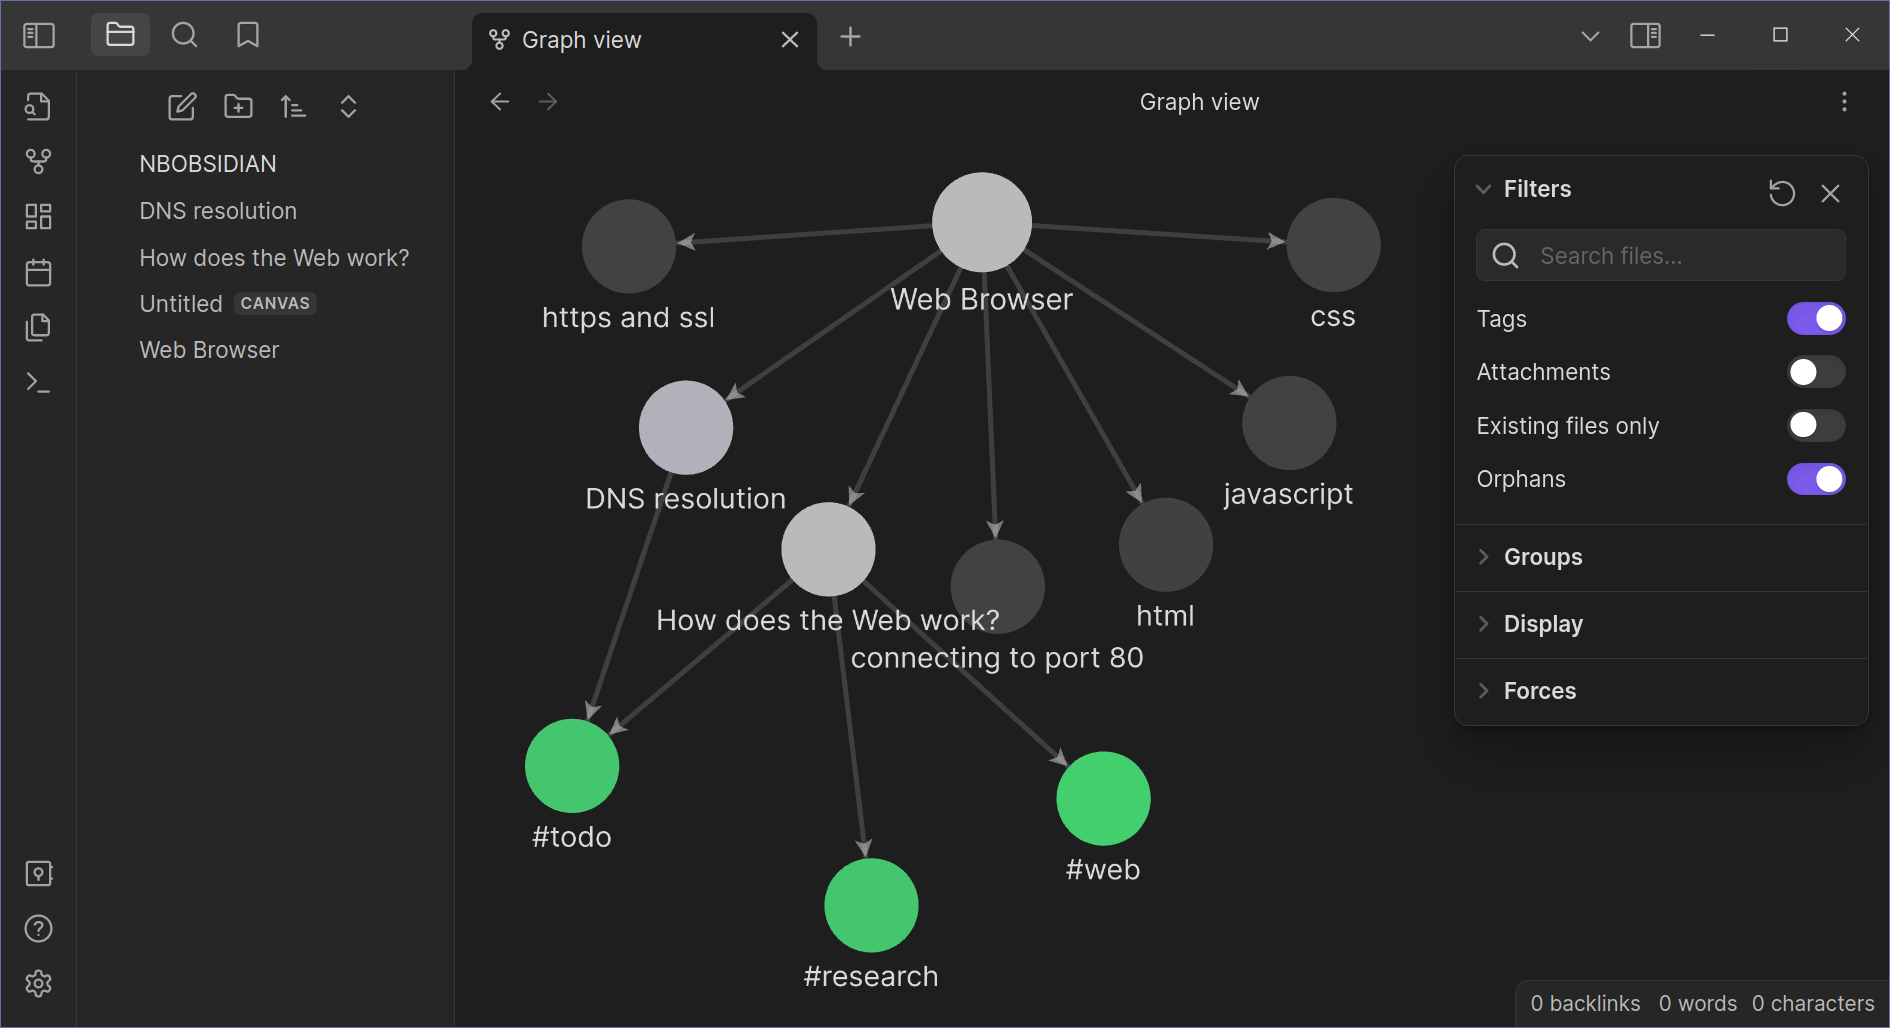 Graph view
Graph view
NBOBSIDIAN
DNS resolution
How does the Web work?
Untitled CANVAS
Web Browser
https and ssl
Web Browser
css
DNS resolution
javascript
How does the Web work?
html
connecting to port 80
#todo
#web
#research
Filters
Search files...
Tags
Attachments
Existing files only
Orphans
Groups
Display
Forces
0 backlinks 0 words 0 characters